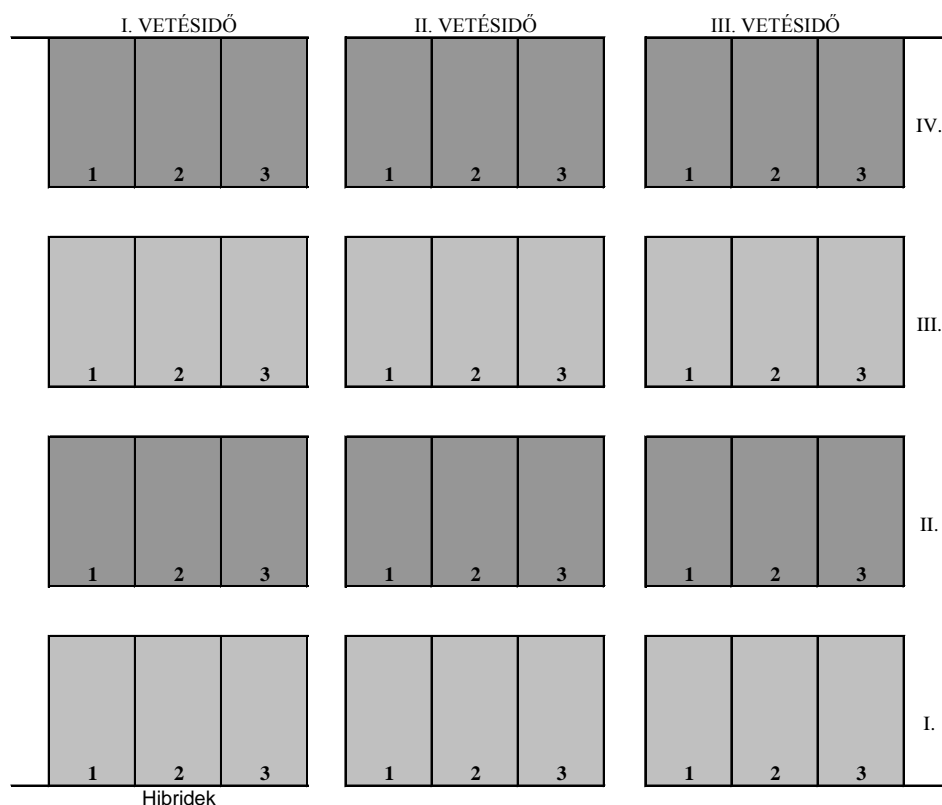 I. VETÉSIDŐ II. VETÉSIDŐ III. VETÉSIDŐ
IV.
1 2 3 1 2 3 1 2 3
III.
1 2 3 1 2 3 1 2 3
II.
1 2 3 1 2 3 1 2 3
I.
1 2 3 1 2 3 1 2 3
Hibridek